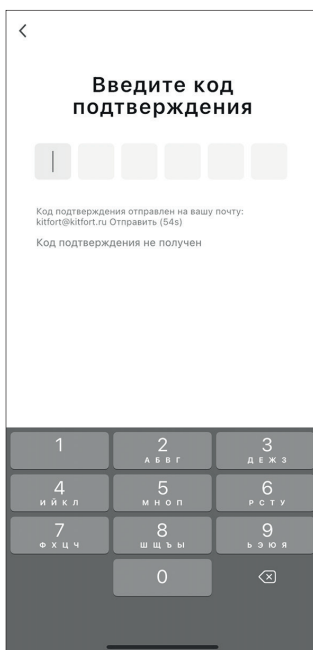 Введите код
подтверждения
Код подтверждения отправлен на вашу почту:
kitfort@kitfort.ru Отправить (54s)
Код подтверждения не получен
1 2 3
А Б В Г Д Е Ж З
4 5 6
И Й К Л М Н О П Р С Т У
7 8 9
Ф Х Ц Ч Ш Щ Ъ Ы Ь Э Ю Я
0